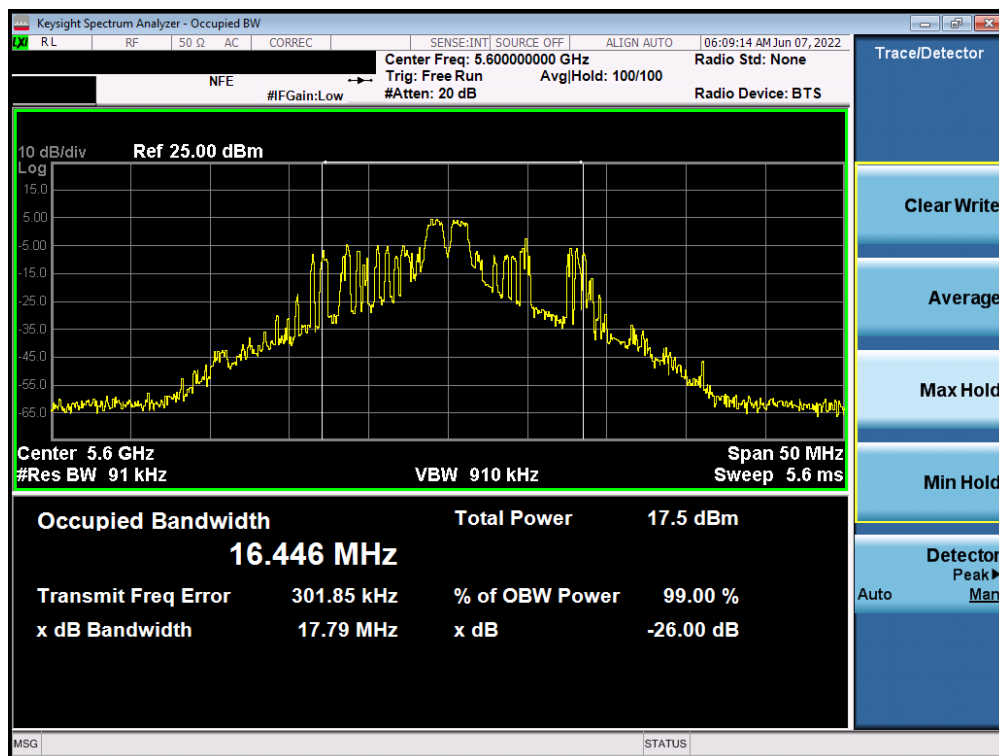 Keysight Spectrum Analyzer - Occupied BW
LXI RL RF 50 Ω AC CORREC SENSE:INT SOURCE OFF ALIGN AUTO 06:09:14 AM Jun 07, 2022
Center Freq: 5.600000000 GHz Radio Std: None
NFE Trig: Free Run Avg|Hold: 100/100
#IFGain:Low #Atten: 20 dB Radio Device: BTS
10 dB/div Ref 25.00 dBm
Log
15.0
5.00
-5.00
-15.0
-25.0
-35.0
-45.0
-55.0
-65.0
Center 5.6 GHz Span 50 MHz
#Res BW 91 kHz VBW 910 kHz Sweep 5.6 ms
Occupied Bandwidth Total Power 17.5 dBm
16.446 MHz
Transmit Freq Error 301.85 kHz % of OBW Power 99.00 %
x dB Bandwidth 17.79 MHz x dB -26.00 dB
MSG STATUS
Trace/Detector
Clear Write
Average
Max Hold
Min Hold
Detector
Peak▶
Auto Man